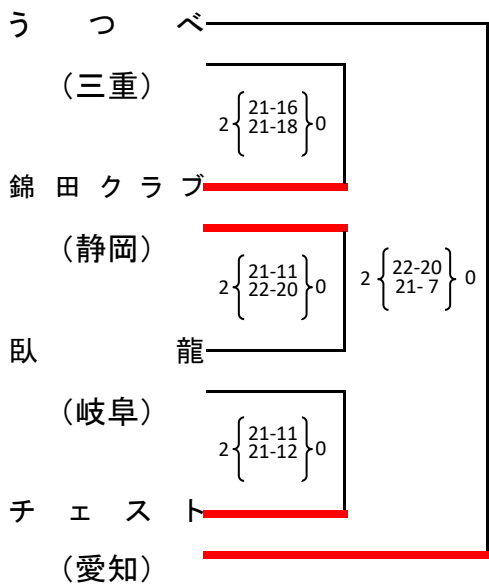 うつべ
（三重）
2 21-16 0
21-18
錦田クラブ
（静岡）
2 21-11 0
22-20
2 22-20 0
21- 7
臥龍
（岐阜）
2 21-11 0
21-12
チェスト
（愛知）